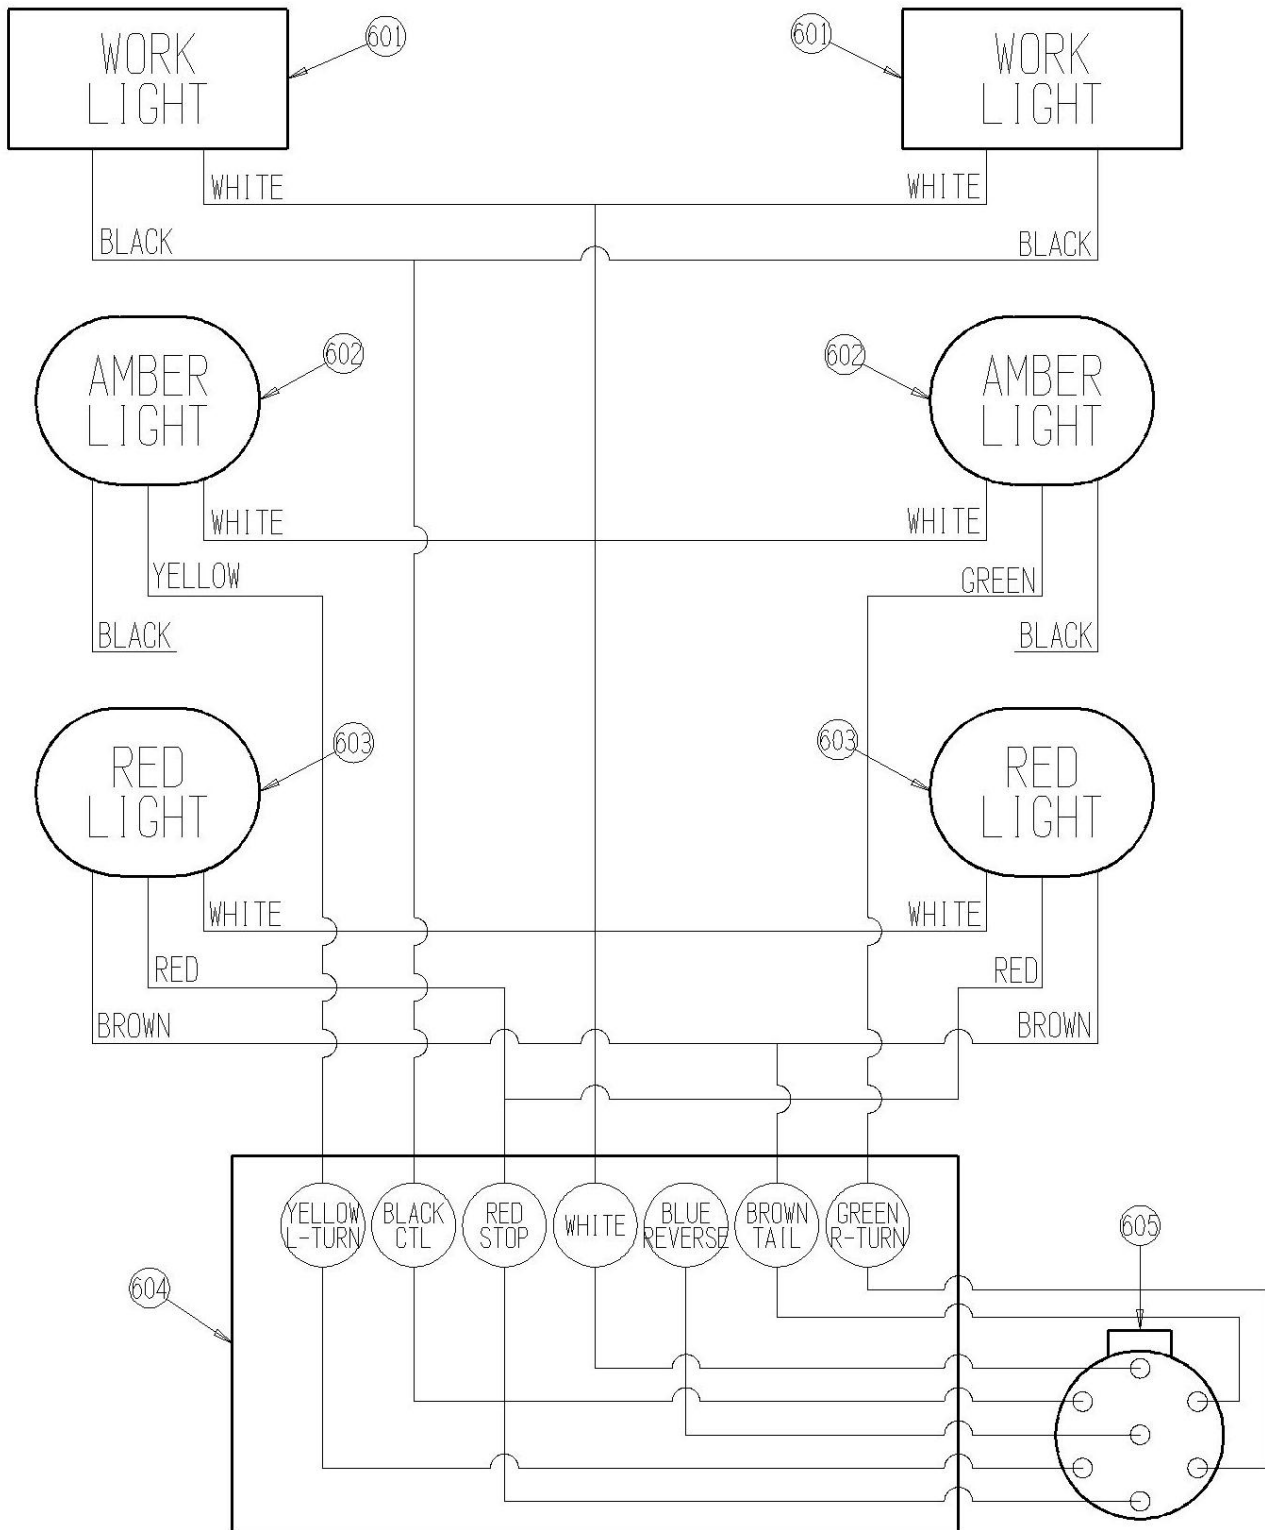 WORK
LIGHT
601
601
WORK
LIGHT
WHITE
WHITE
BLACK
BLACK
AMBER
LIGHT
602
602
AMBER
LIGHT
WHITE
WHITE
YELLOW
GREEN
BLACK
BLACK
RED
LIGHT
603
603
RED
LIGHT
WHITE
WHITE
RED
RED
BROWN
BROWN
YELLOW
L-TURN
BLACK
CTL
RED
STOP
WHITE
BLUE
REVERSE
BROWN
TAIL
GREEN
R-TURN
604
605